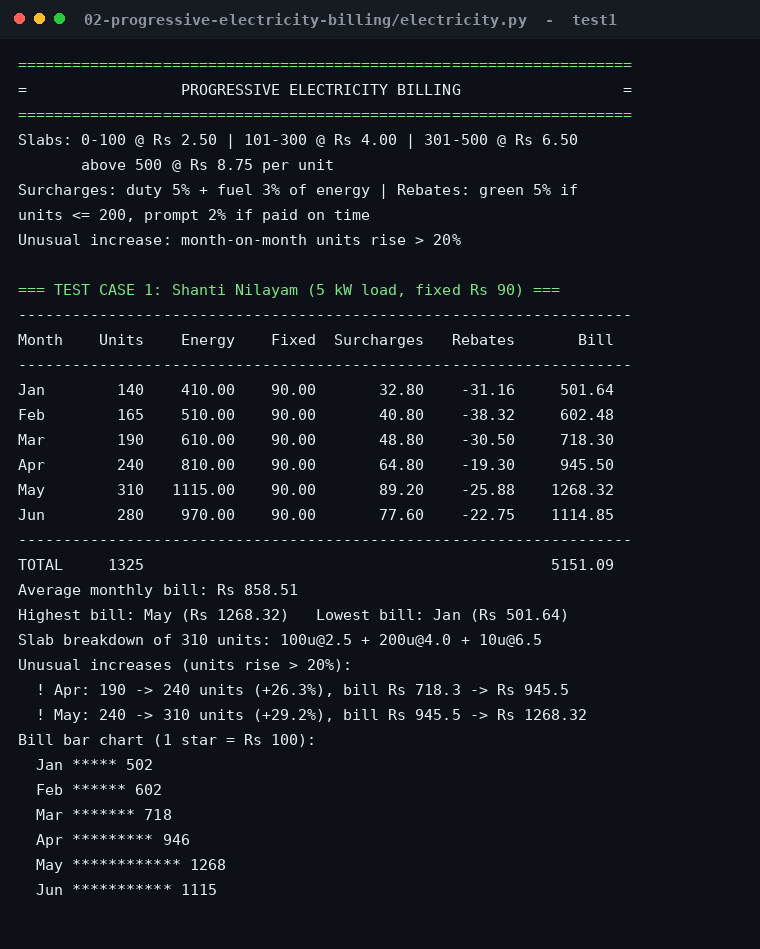 02-progressive-electricity-billing/electricity.py  -  test1
====================================================================
=                 PROGRESSIVE ELECTRICITY BILLING                  =
====================================================================
Slabs: 0-100 @ Rs 2.50 | 101-300 @ Rs 4.00 | 301-500 @ Rs 6.50
       above 500 @ Rs 8.75 per unit
Surcharges: duty 5% + fuel 3% of energy | Rebates: green 5% if
units <= 200, prompt 2% if paid on time
Unusual increase: month-on-month units rise > 20%
=== TEST CASE 1: Shanti Nilayam (5 kW load, fixed Rs 90) ===
--------------------------------------------------------------------
Month    Units    Energy    Fixed  Surcharges   Rebates       Bill
--------------------------------------------------------------------
Jan        140    410.00    90.00       32.80    -31.16     501.64
Feb        165    510.00    90.00       40.80    -38.32     602.48
Mar        190    610.00    90.00       48.80    -30.50     718.30
Apr        240    810.00    90.00       64.80    -19.30     945.50
May        310   1115.00    90.00       89.20    -25.88    1268.32
Jun        280    970.00    90.00       77.60    -22.75    1114.85
--------------------------------------------------------------------
TOTAL     1325                                             5151.09
Average monthly bill: Rs 858.51
Highest bill: May (Rs 1268.32)   Lowest bill: Jan (Rs 501.64)
Slab breakdown of 310 units: 100u@2.5 + 200u@4.0 + 10u@6.5
Unusual increases (units rise > 20%):
  ! Apr: 190 -> 240 units (+26.3%), bill Rs 718.3 -> Rs 945.5
  ! May: 240 -> 310 units (+29.2%), bill Rs 945.5 -> Rs 1268.32
Bill bar chart (1 star = Rs 100):
  Jan ***** 502
  Feb ****** 602
  Mar ******* 718
  Apr ********* 946
  May ************ 1268
  Jun *********** 1115